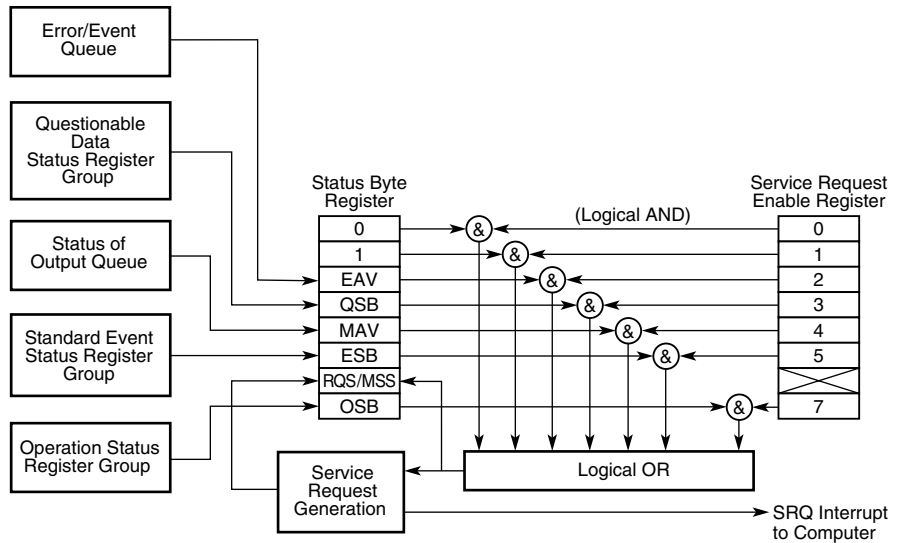 Error/Event
Queue
Questionable
Data
Status Register
Group
Status of
Output Queue
Standard Event
Status Register
Group
Operation Status
Register Group
Status Byte
Register
0
1
EAV
QSB
MAV
ESB
RQS/MSS
OSB
&
&
&
&
&
&
&
(Logical AND)
Service Request
Enable Register
0
1
2
3
4
5
7
Logical OR
Service
Request
Generation
SRQ Interrupt
to Computer